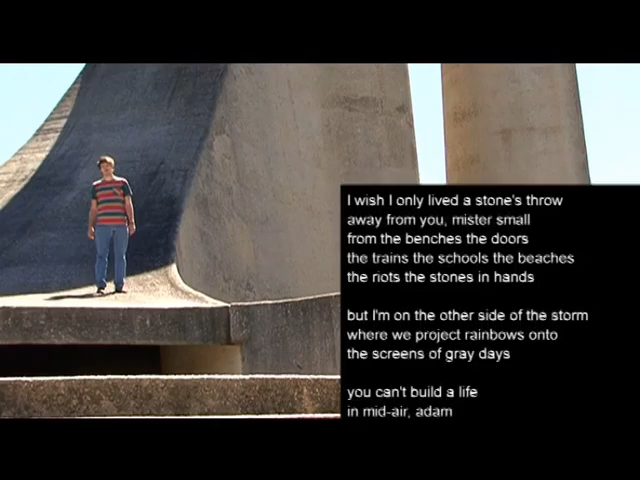 I wish I only lived a stone's throw
away from you, mister small
from the benches the doors
the trains the schools the beaches
the riots the stones in hands
but I'm on the other side of the storm
where we project rainbows onto
the screens of gray days
you can't build a life
in mid-air, adam